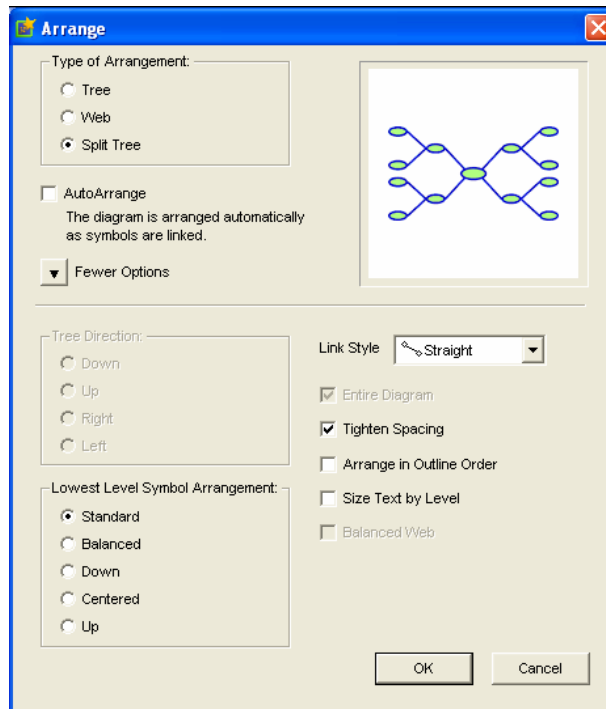 Arrange
Type of Arrangement:
Tree
Web
Split Tree
AutoArrange
The diagram is arranged automatically
as symbols are linked.
Fewer Options
Tree Direction:
Down
Up
Right
Left
Lowest Level Symbol Arrangement:
Standard
Balanced
Down
Centered
Up
Link Style
Straight
Entire Diagram
Tighten Spacing
Arrange in Outline Order
Size Text by Level
Balanced Web
OK
Cancel